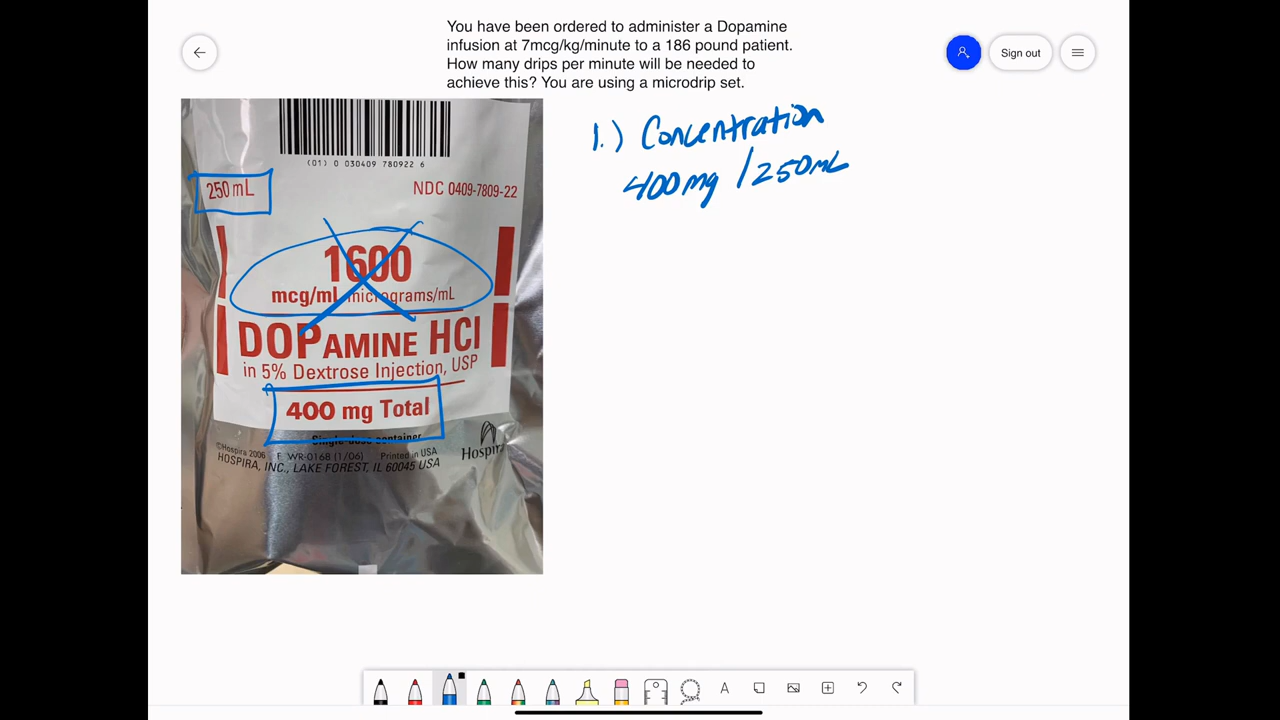 You have been ordered to administer a Dopamine
infusion at 7mcg/kg/minute to a 186 pound patient.
How many drips per minute will be needed to
achieve this? You are using a microdrip set.
Sign out
1.) Concentration
400mg / 250mL
(01) 0 030409 780922 6
250 mL
NDC 0409-7809-22
1600
mcg/mL micrograms/mL
DOPAMINE HCl
in 5% Dextrose Injection, USP
400 mg Total
Single-dose container
©Hospira 2006 F WR-0168 (1/06) Printed in USA
HOSPIRA, INC., LAKE FOREST, IL 60045 USA
Hospira
A